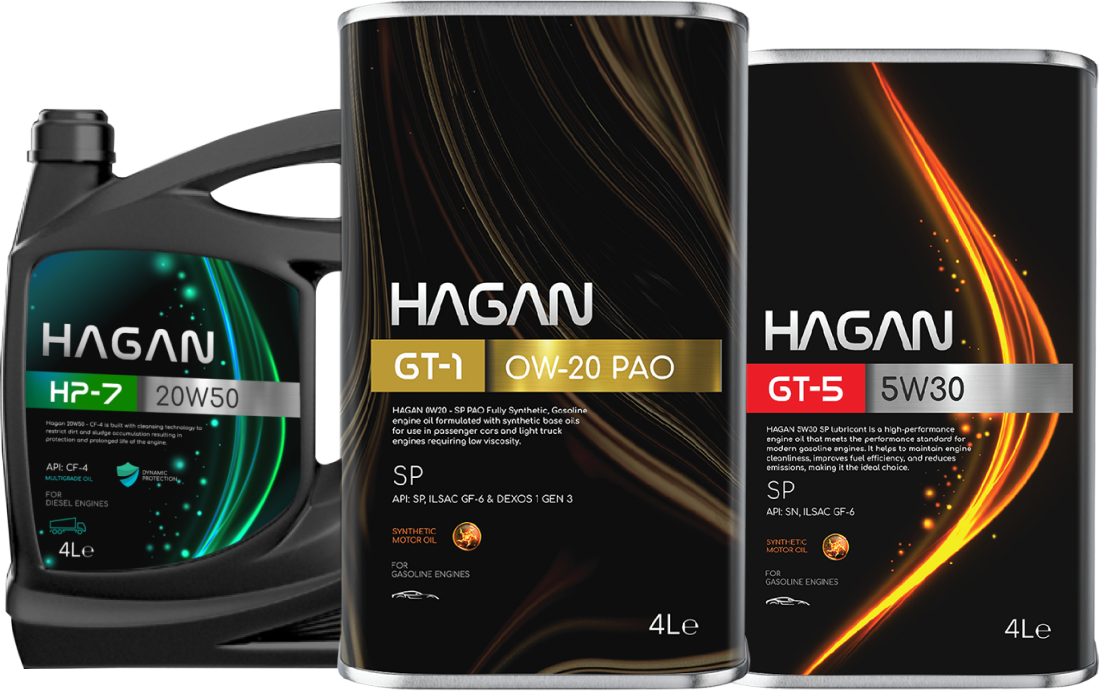 HAGAN
HP-7 20W50
Hagan 20W50 - CF-4 is built with cleansing technology to
restrict dirt and sludge accumulation resulting in
protection and prolonged life of the engine.
API: CF-4
MULTIGRADE OIL
DYNAMIC
PROTECTION
FOR
DIESEL ENGINES
4Le
HAGAN
GT-1 0W-20 PAO
HAGAN 0W20 - SP PAO Fully Synthetic, Gasoline
engine oil formulated with synthetic base oils
for use in passenger cars and light truck
engines requiring low viscosity.
SP
API: SP, ILSAC GF-6 & DEXOS 1 GEN 3
SYNTHETIC
MOTOR OIL
FOR
GASOLINE ENGINES
4Le
HAGAN
GT-5 5W30
HAGAN 5W30 SP lubricant is a high-performance
engine oil that meets the performance standard for
modern gasoline engines. It helps to maintain engine
cleanliness, improves fuel efficiency, and reduces
emissions, making it the ideal choice.
SP
API: SN, ILSAC GF-6
SYNTHETIC
MOTOR OIL
FOR
GASOLINE ENGINES
4Le